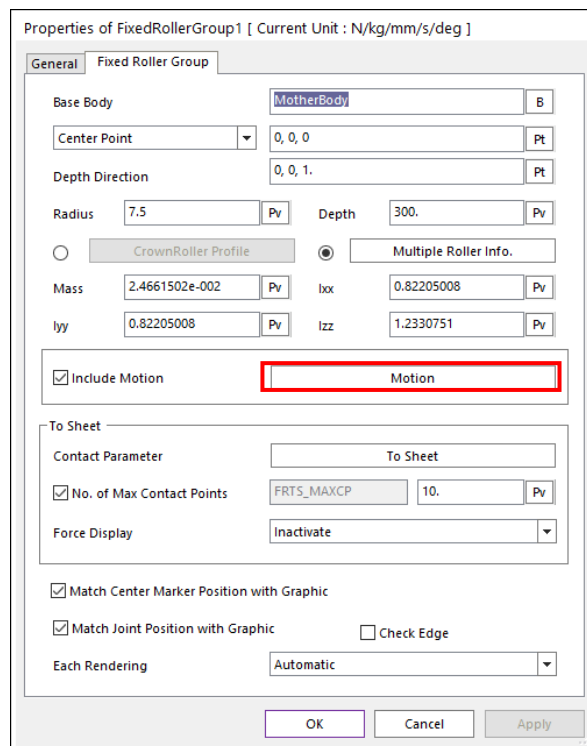 Properties of FixedRollerGroup1 [ Current Unit : N/kg/mm/s/deg ]
General Fixed Roller Group
Base Body MotherBody B
Center Point 0, 0, 0 Pt
Depth Direction 0, 0, 1. Pt
Radius 7.5 Pv Depth 300. Pv
CrownRoller Profile Multiple Roller Info.
Mass 2.4661502e-002 Pv Ixx 0.82205008 Pv
Iyy 0.82205008 Pv Izz 1.2330751 Pv
Include Motion Motion
To Sheet
Contact Parameter To Sheet
No. of Max Contact Points FRTS_MAXCP 10. Pv
Force Display Inactivate
Match Center Marker Position with Graphic
Match Joint Position with Graphic Check Edge
Each Rendering Automatic
OK Cancel Apply